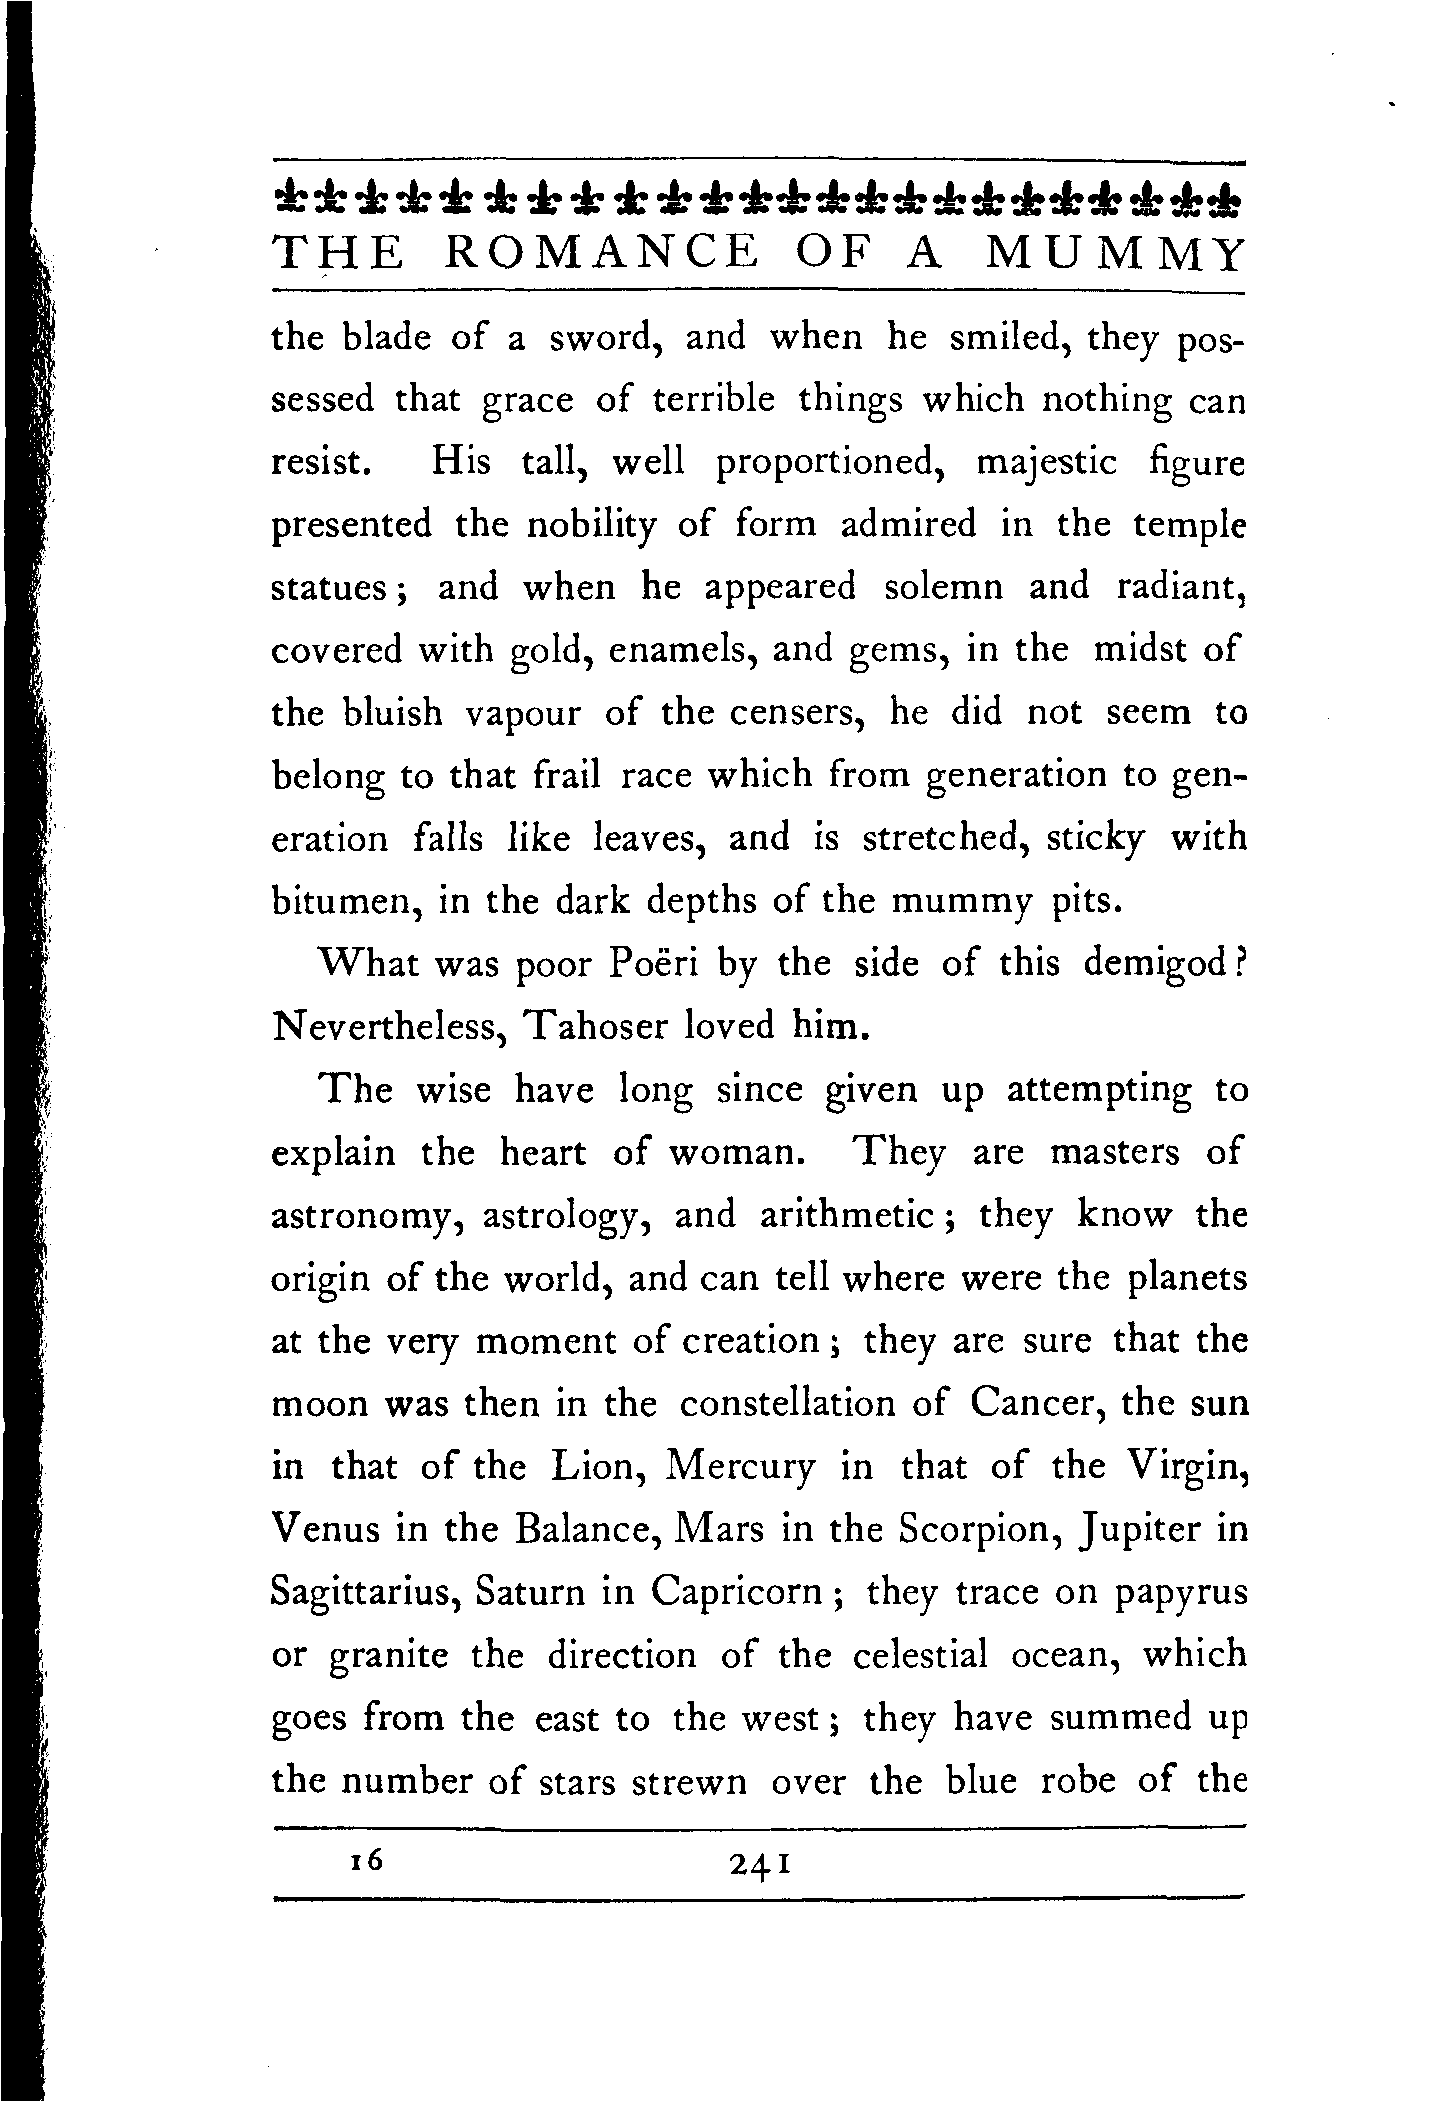 THE ROMANCE OF A MUMMY
the blade of a sword, and when he smiled, they pos-
sessed that grace of terrible things which nothing can
resist. His tall, well proportioned, majestic figure
presented the nobility of form admired in the temple
statues; and when he appeared solemn and radiant,
covered with gold, enamels, and gems, in the midst of
the bluish vapour of the censers, he did not seem to
belong to that frail race which from generation to gen-
eration falls like leaves, and is stretched, sticky with
bitumen, in the dark depths of the mummy pits.
What was poor Poëri by the side of this demigod?
Nevertheless, Tahoser loved him.
The wise have long since given up attempting to
explain the heart of woman. They are masters of
astronomy, astrology, and arithmetic; they know the
origin of the world, and can tell where were the planets
at the very moment of creation; they are sure that the
moon was then in the constellation of Cancer, the sun
in that of the Lion, Mercury in that of the Virgin,
Venus in the Balance, Mars in the Scorpion, Jupiter in
Sagittarius, Saturn in Capricorn; they trace on papyrus
or granite the direction of the celestial ocean, which
goes from the east to the west; they have summed up
the number of stars strewn over the blue robe of the
16 241